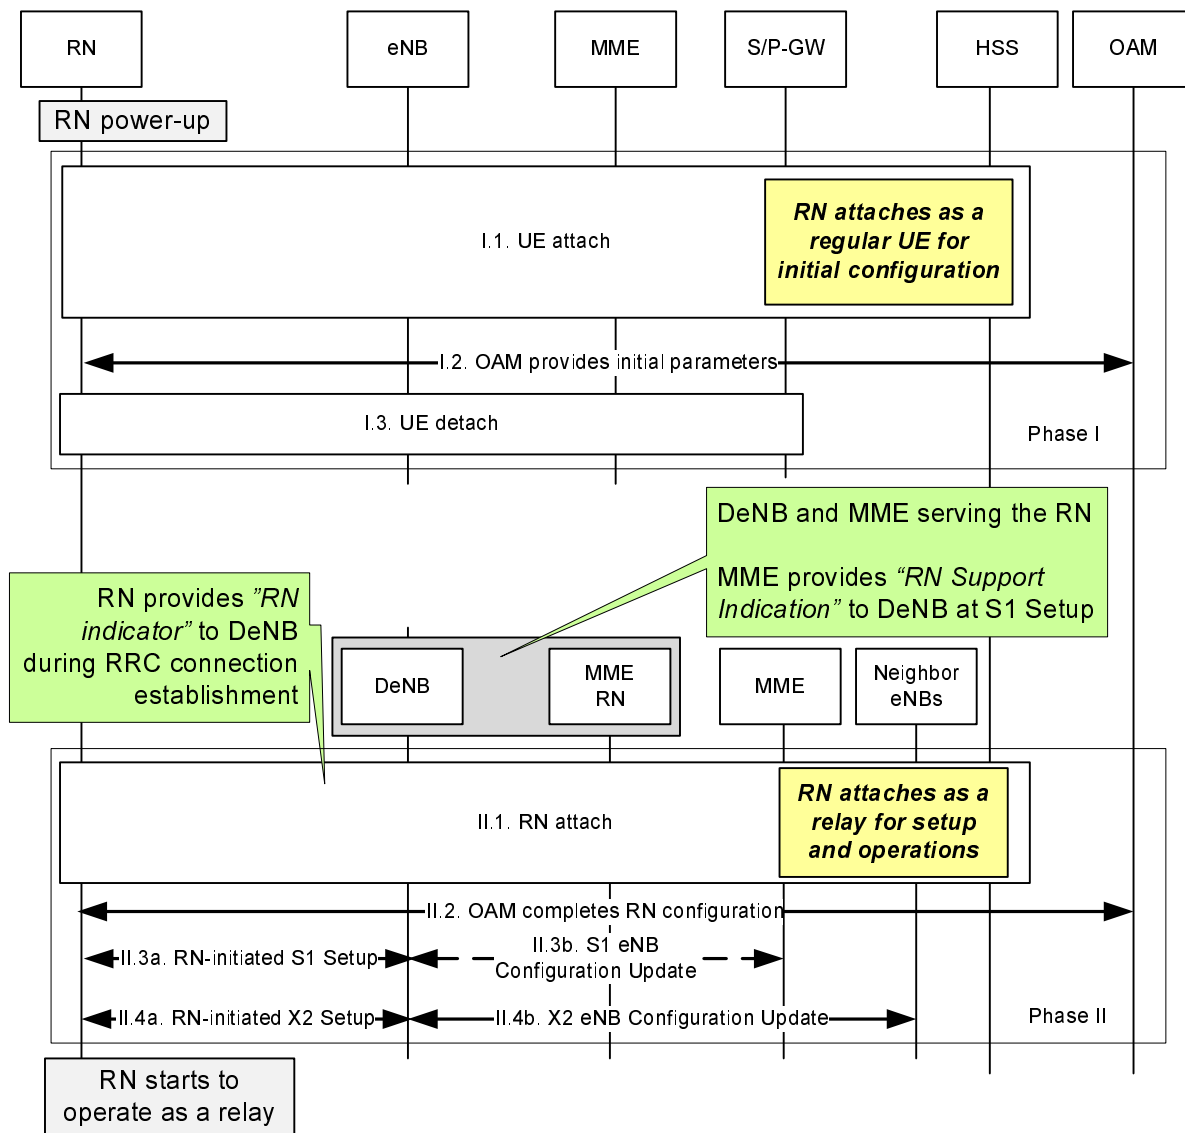 RN
eNB
MME
S/P-GW
HSS
OAM
RN power-up
I.1. UE attach
RN attaches as a
regular UE for
initial configuration
I.2. OAM provides initial parameters
I.3. UE detach
Phase I
DeNB and MME serving the RN
MME provides “RN Support
Indication” to DeNB at S1 Setup
RN provides ”RN
indicator” to DeNB
during RRC connection
establishment
DeNB
MME
RN
MME
Neighbor
eNBs
II.1. RN attach
RN attaches as a
relay for setup
and operations
II.2. OAM completes RN configuration
II.3a. RN-initiated S1 Setup
II.3b. S1 eNB
Configuration Update
II.4a. RN-initiated X2 Setup
II.4b. X2 eNB Configuration Update
Phase II
RN starts to
operate as a relay